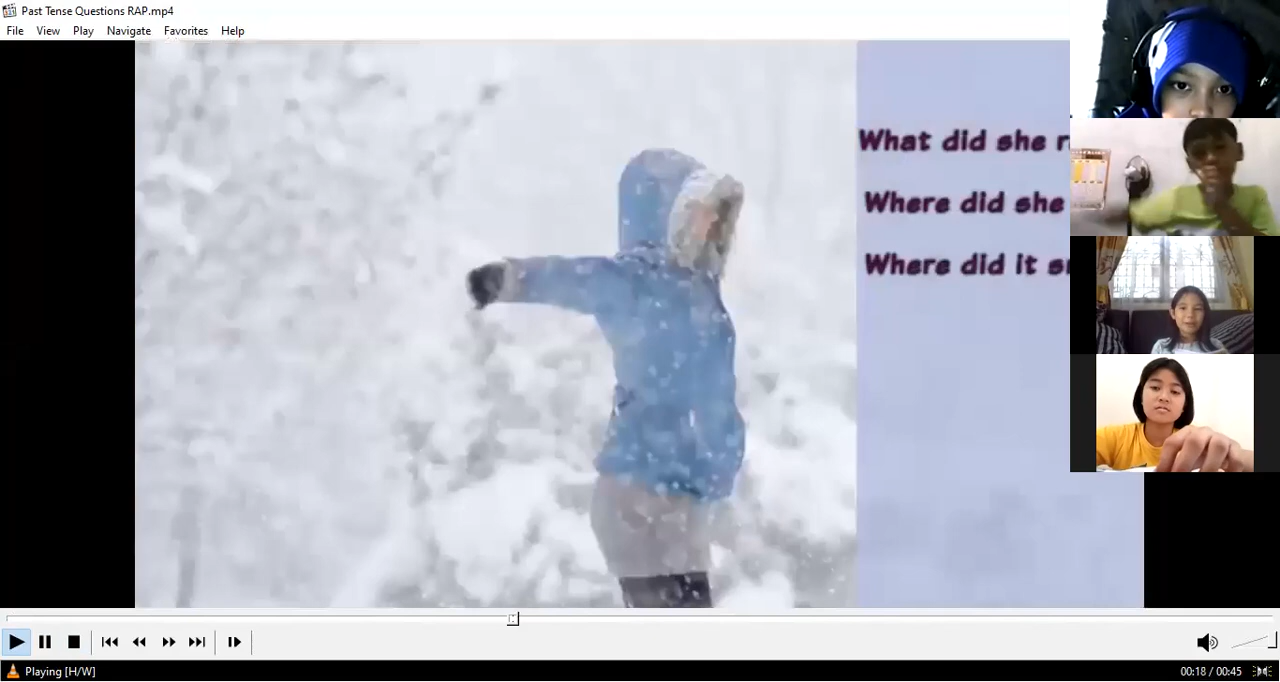 Past Tense Questions RAP.mp4
File View Play Navigate Favorites Help
What did she
Where did she
Where did it
Playing [H/W]
00:18 / 00:45